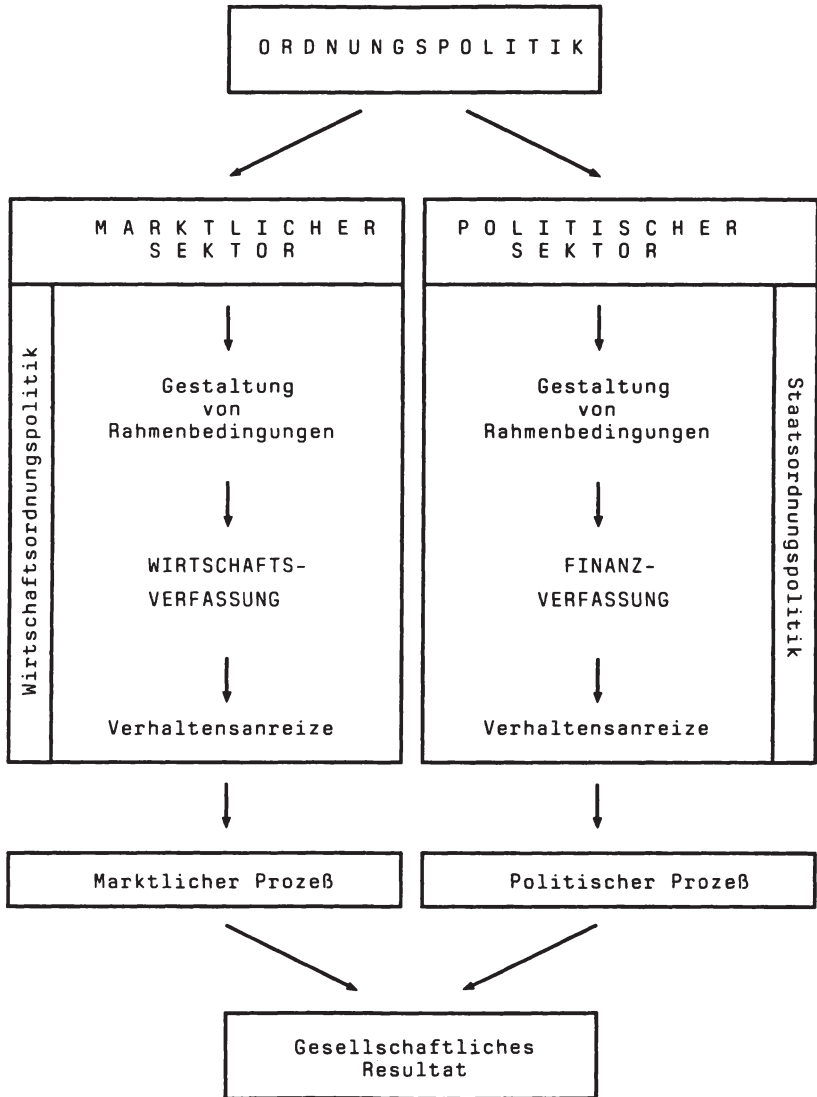 ORDNUNGSPOLITIK
MARKTLICHER
SEKTOR
Wirtschaftsordnungspolitik
Gestaltung
von
Rahmenbedingungen
WIRTSCHAFTS-
VERFASSUNG
Verhaltensanreize
POLITISCHER
SEKTOR
Gestaltung
von
Rahmenbedingungen
FINANZ-
VERFASSUNG
Verhaltensanreize
Staatsordnungspolitik
Marktlicher Prozeß
Politischer Prozeß
Gesellschaftliches
Resultat